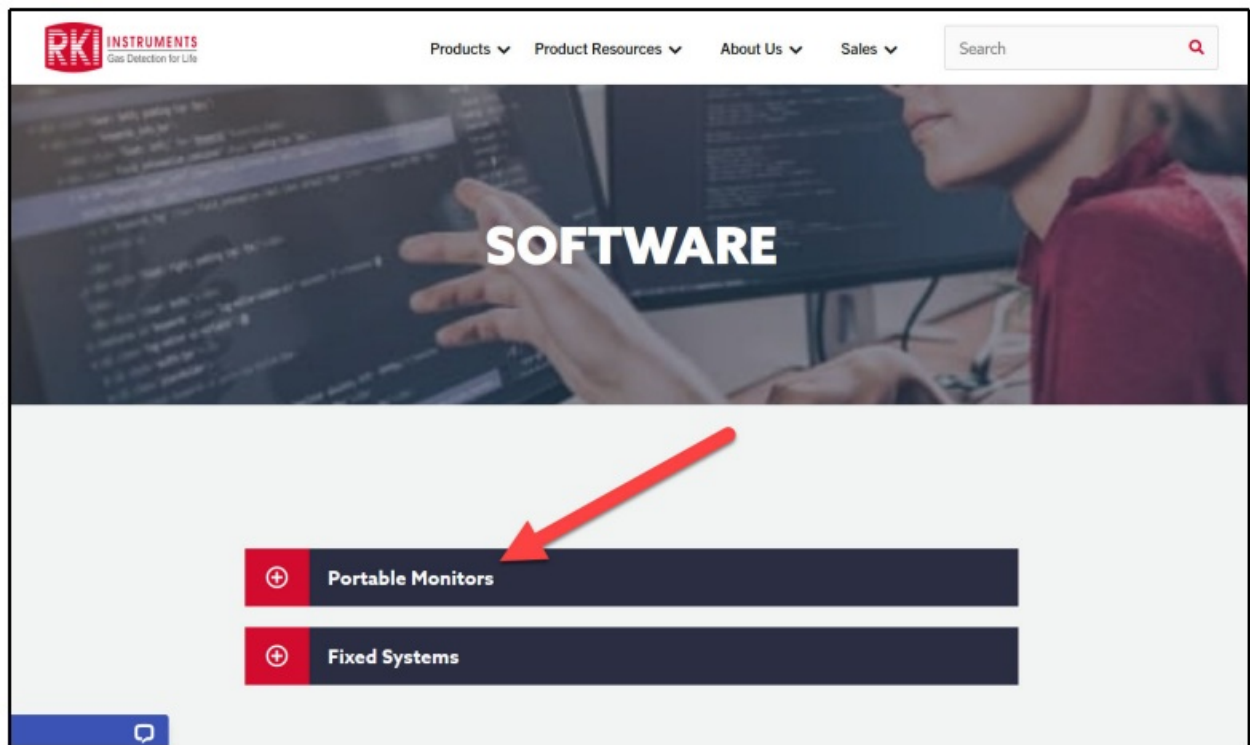 RKI INSTRUMENTS
Gas Detection for Life
Products Product Resources About Us Sales Search
SOFTWARE
Portable Monitors
Fixed Systems